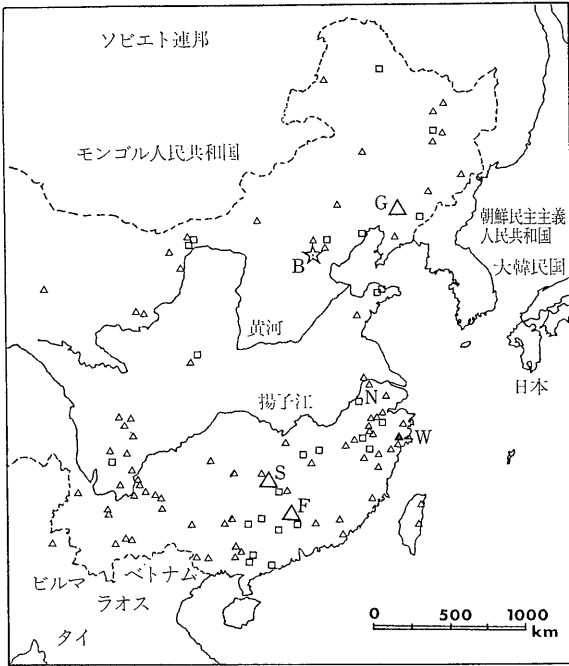 ソビエト連邦
モンゴル人民共和国
G
朝鮮民主主義
人民共和国
B
大韓民国
黄河
日本
揚子江
N
W
S
F
ビルマ
ベトナム
ラオス
タイ
0 500 1000
km